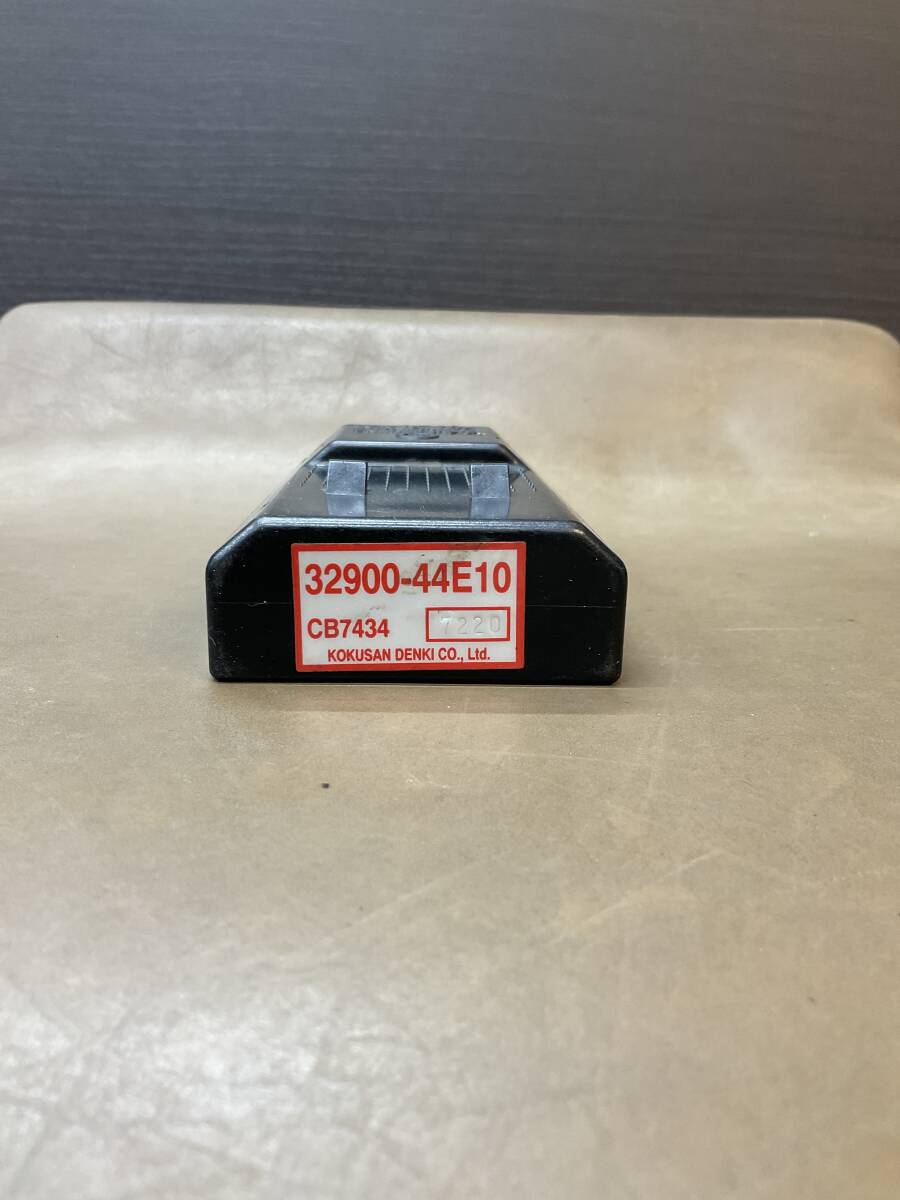 32900-44E10
CB7434 7220
KOKUSAN DENKI CO., Ltd.